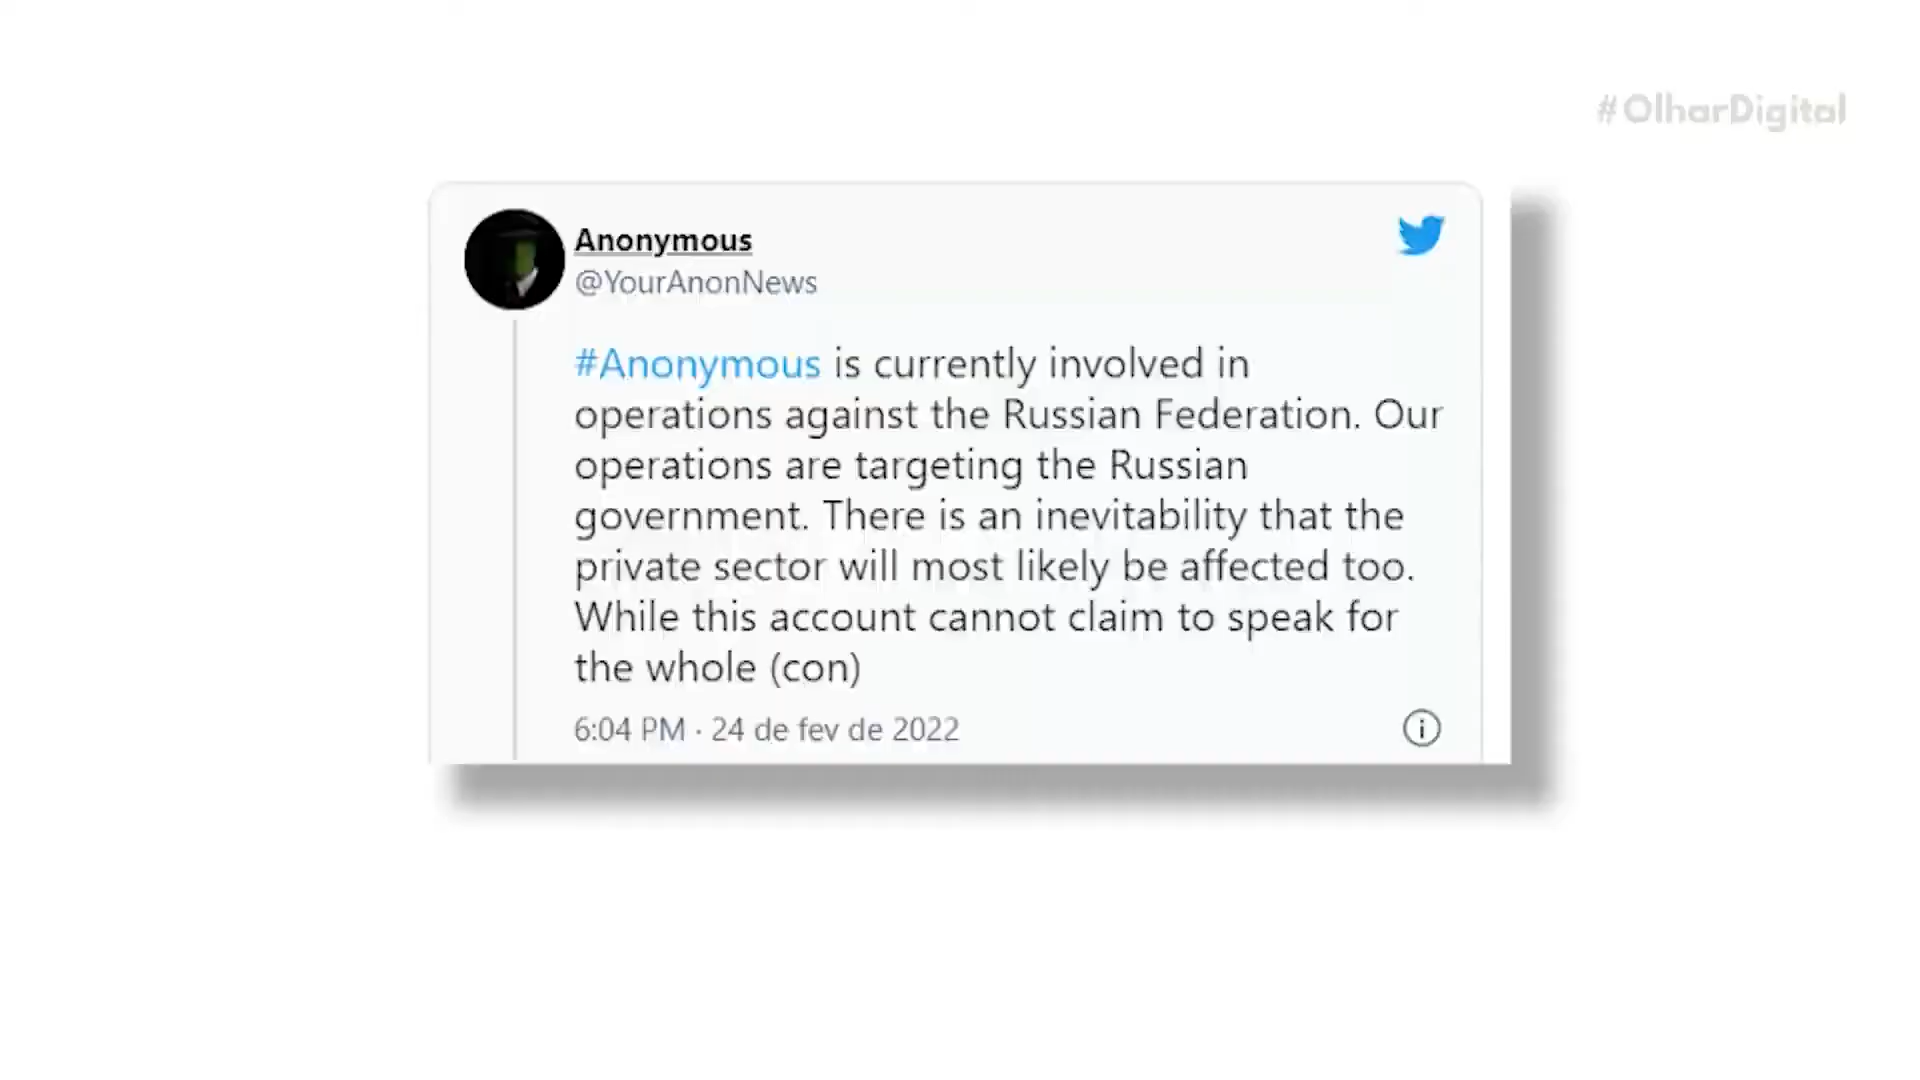 #OlharDigital
Anonymous
@YourAnonNews
#Anonymous is currently involved in
operations against the Russian Federation. Our
operations are targeting the Russian
government. There is an inevitability that the
private sector will most likely be affected too.
While this account cannot claim to speak for
the whole (con)
6:04 PM · 24 de fev de 2022